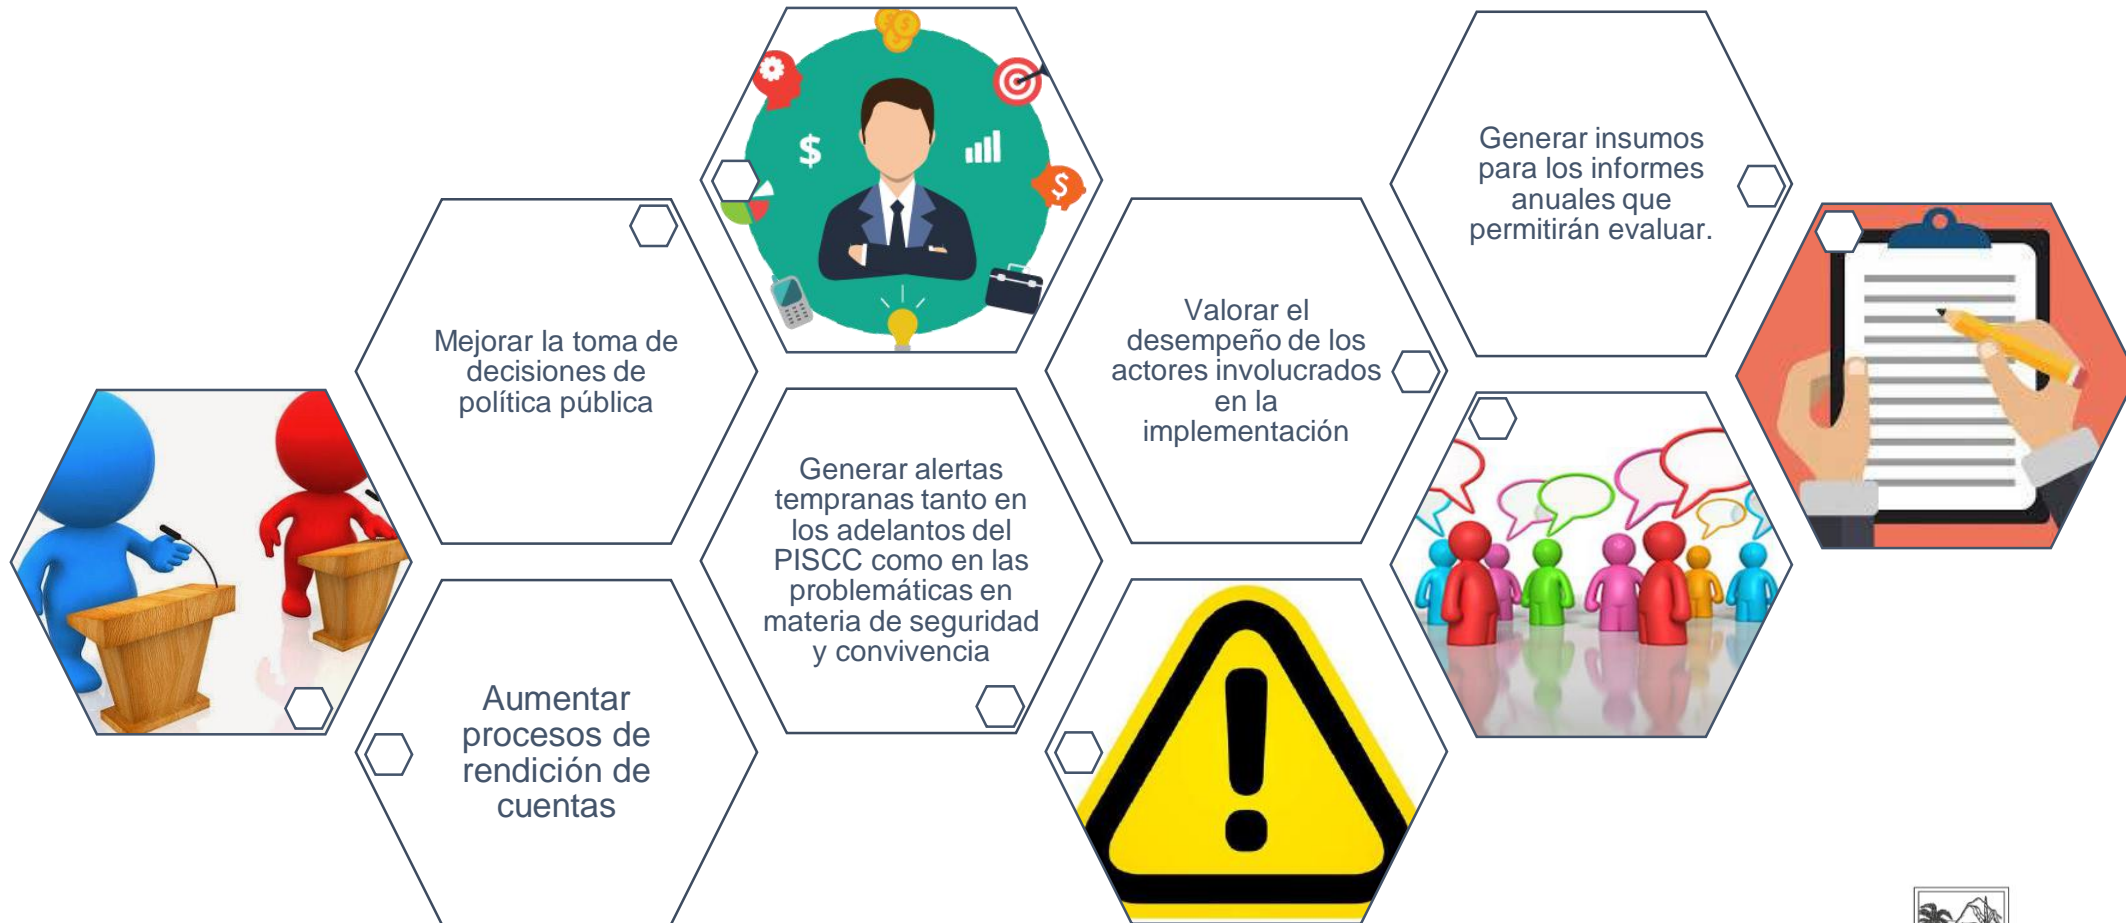 Aumentar
procesos de
rendición de
cuentas
Mejorar la toma de
decisiones de
política pública
Generar alertas
tempranas tanto en
los adelantos del
PISCC como en las
problemáticas en
materia de seguridad
y convivencia
Valorar el
desempeño de los
actores involucrados
en la
implementación
Generar insumos
para los informes
anuales que
permitirán evaluar.
$
$